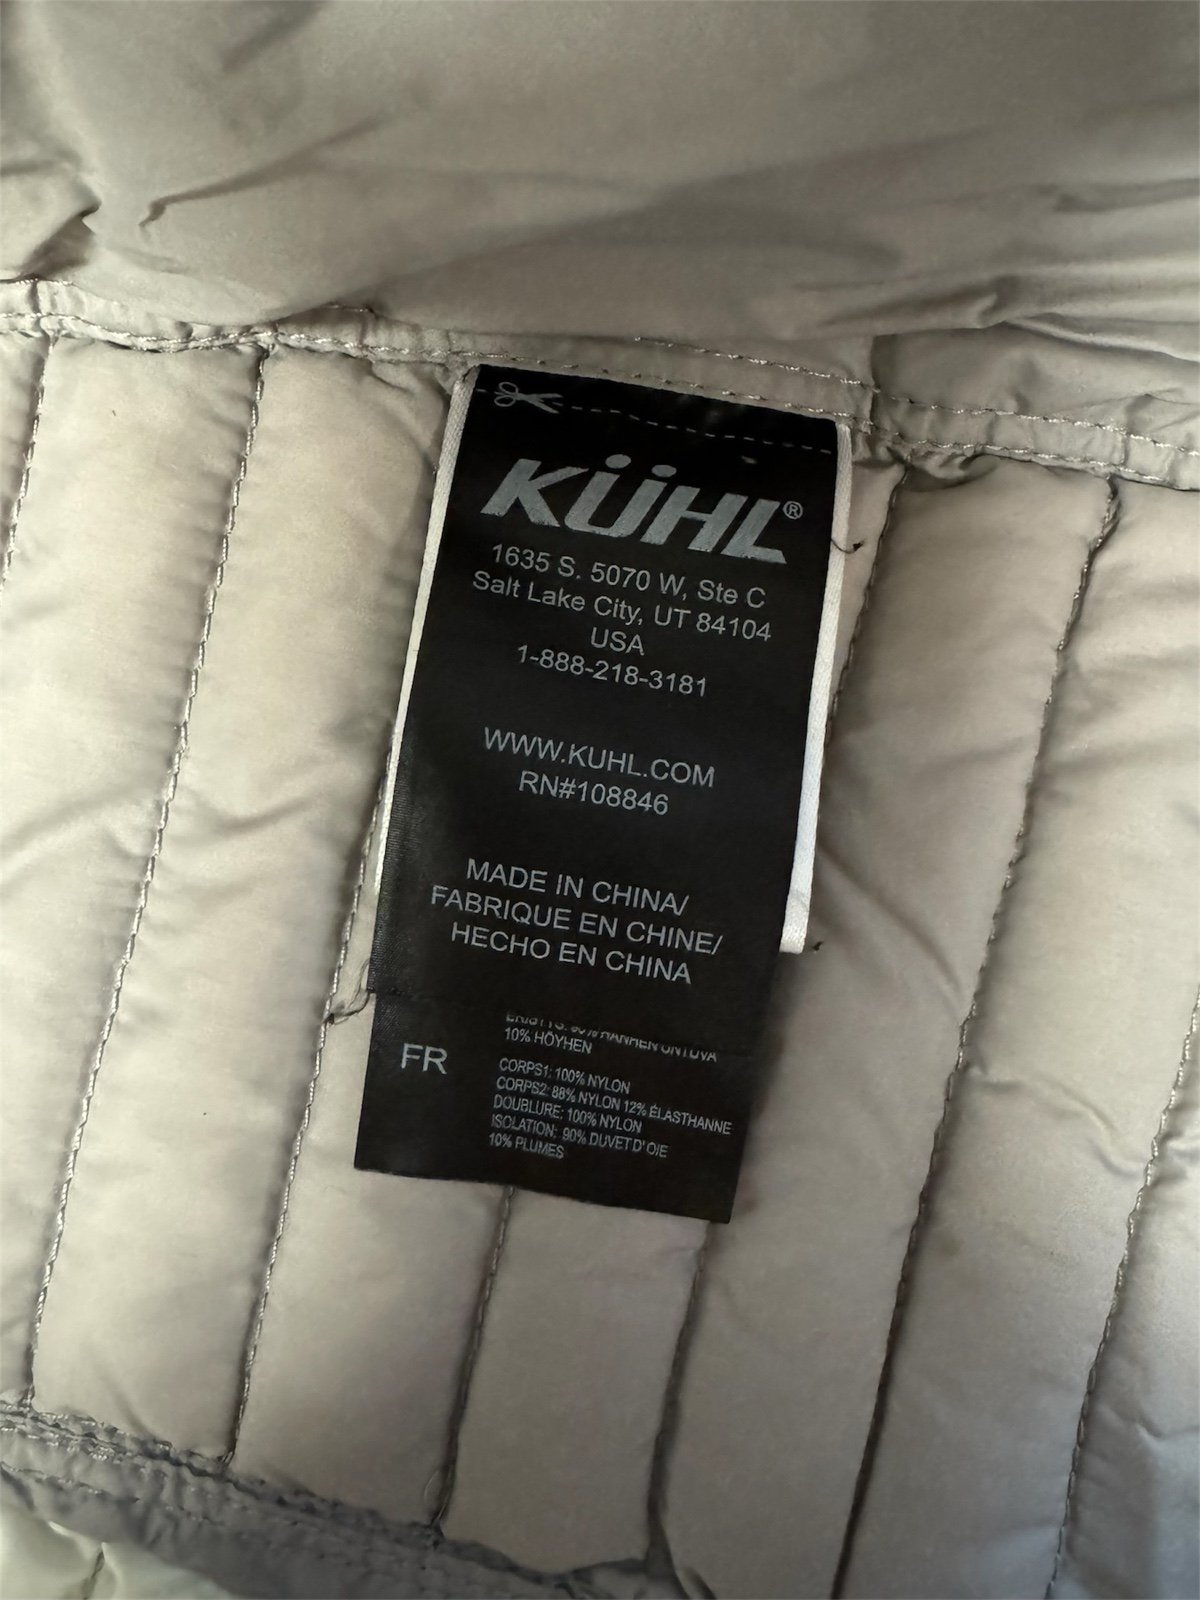 KÜHL®
1635 S. 5070 W, Ste C
Salt Lake City, UT 84104
USA
1-888-218-3181
WWW.KUHL.COM
RN#108846
MADE IN CHINA/
FABRIQUE EN CHINE/
HECHO EN CHINA
10% HÖYHEN
FR
CORPS1: 100% NYLON
CORPS2: 88% NYLON 12% ÉLASTHANNE
DOUBLURE: 100% NYLON
ISOLATION: 90% DUVET D'OIE
10% PLUMES